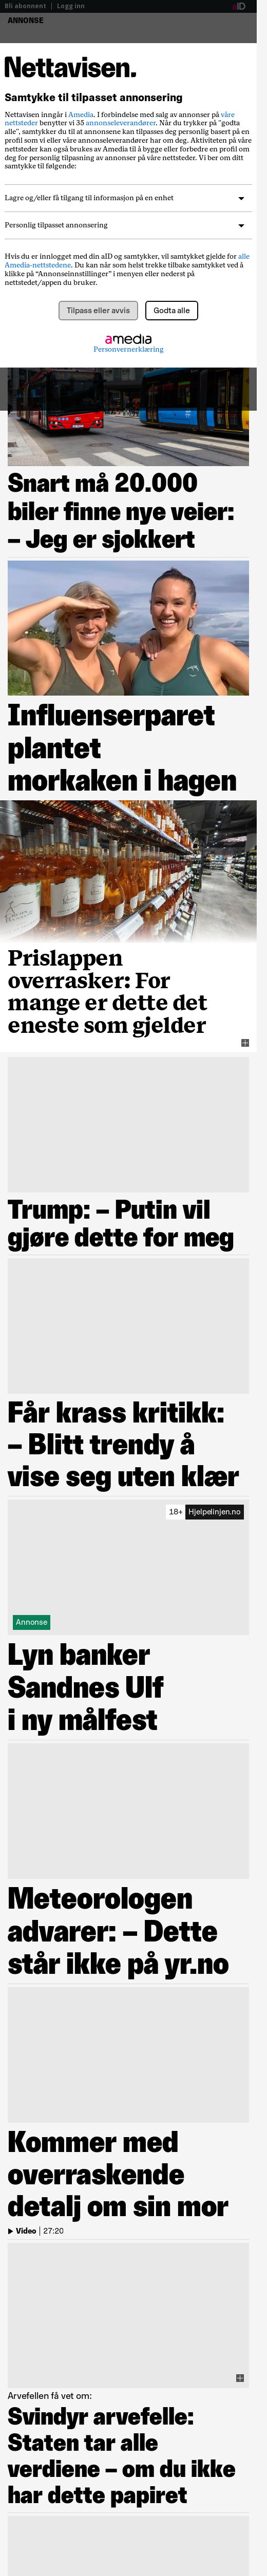 Bli abonnent | Logg inn
aID
ANNONSE
Nettavisen.
Samtykke til tilpasset annonsering
Nettavisen inngår i Amedia. I forbindelse med salg av annonser på våre
nettsteder benytter vi 35 annonseleverandører. Når du trykker på "godta
alle", samtykker du til at annonsene kan tilpasses deg personlig basert på en
profil som vi eller våre annonseleverandører har om deg. Aktiviteten på våre
nettsteder kan også brukes av Amedia til å bygge eller forbedre en profil om
deg for personlig tilpasning av annonser på våre nettsteder. Vi ber om ditt
samtykke til følgende:
Lagre og/eller få tilgang til informasjon på en enhet
Personlig tilpasset annonsering
Hvis du er innlogget med din aID og samtykker, vil samtykket gjelde for alle
Amedia-nettstedene. Du kan når som helst trekke tilbake samtykket ved å
klikke på “Annonseinnstillinger” i menyen eller nederst på
nettstedet/appen du bruker.
Tilpass eller avvis
Godta alle
amedia
Personvernerklæring
Snart må 20.000
biler finne nye veier:
– Jeg er sjokkert
Influenserparet
plantet
morkaken i hagen
Prislappen
overrasker: For
mange er dette det
eneste som gjelder
Trump: – Putin vil
gjøre dette for meg
Får krass kritikk:
– Blitt trendy å
vise seg uten klær
18+ Hjelpelinjen.no
Annonse
Lyn banker
Sandnes Ulf
i ny målfest
Meteorologen
advarer: – Dette
står ikke på yr.no
Kommer med
overraskende
detalj om sin mor
Video | 27:20
Arvefellen få vet om:
Svindyr arvefelle:
Staten tar alle
verdiene – om du ikke
har dette papiret